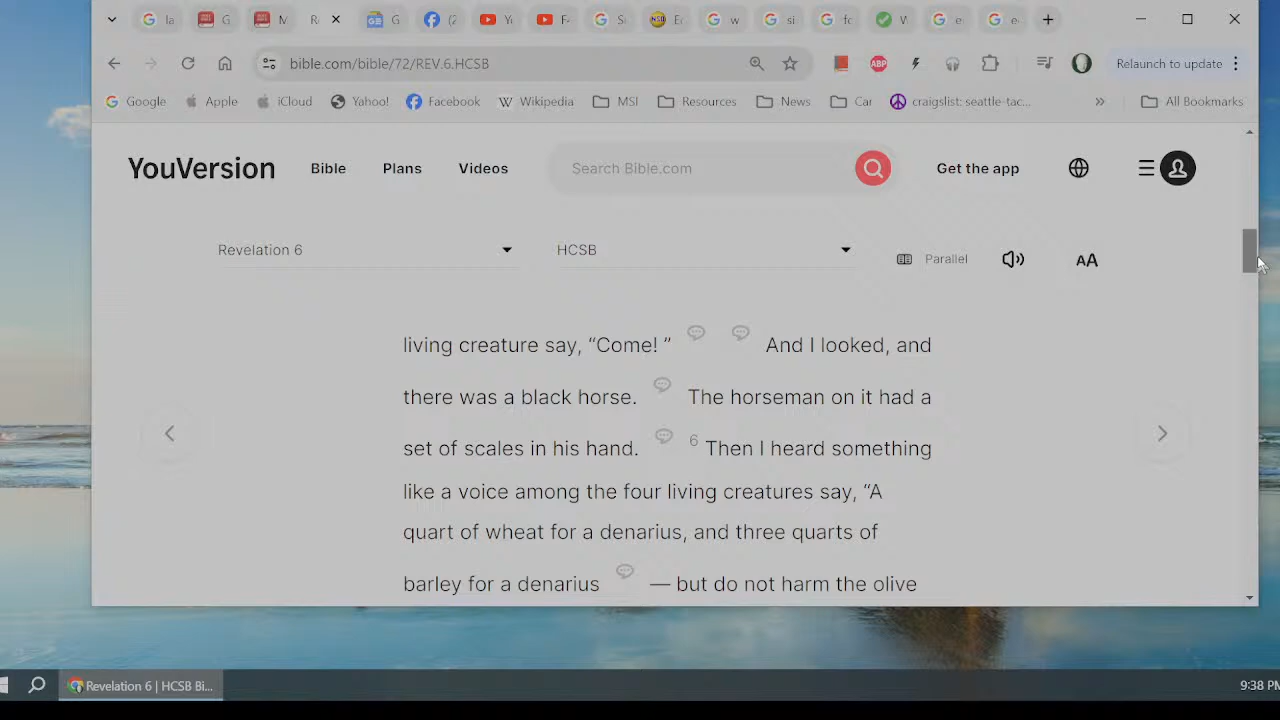 la
G
M
R
G
(2
Y
F
S
E
w
si
fc
V
e
e
bible.com/bible/72/REV.6.HCSB
ABP
Relaunch to update
Google
Apple
iCloud
Yahoo!
Facebook
Wikipedia
MSI
Resources
News
Car
craigslist: seattle-tac...
All Bookmarks
YouVersion
Bible
Plans
Videos
Search Bible.com
Get the app
Revelation 6
HCSB
Parallel
AA
living creature say, “Come! ” And I looked, and
there was a black horse. The horseman on it had a
set of scales in his hand. 6 Then I heard something
like a voice among the four living creatures say, “A
quart of wheat for a denarius, and three quarts of
barley for a denarius — but do not harm the olive
Revelation 6 | HCSB Bi...
9:38 PM